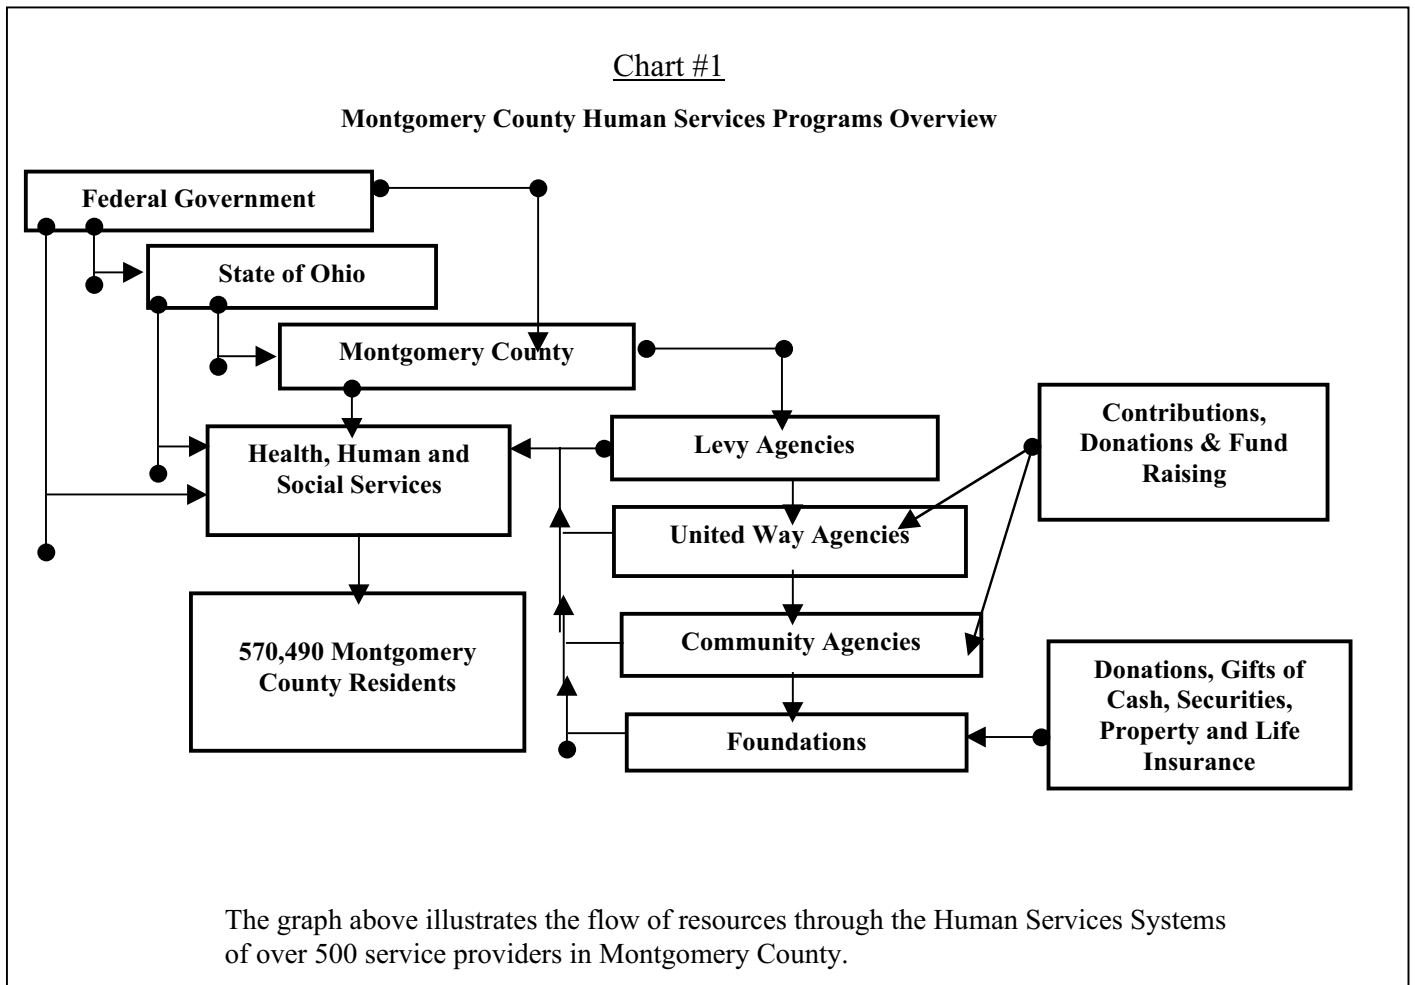 Chart #1
Montgomery County Human Services Programs Overview
Federal Government
State of Ohio
Montgomery County
Health, Human and
Social Services
Levy Agencies
Contributions,
Donations & Fund
Raising
United Way Agencies
570,490 Montgomery
County Residents
Community Agencies
Foundations
Donations, Gifts of
Cash, Securities,
Property and Life
Insurance
The graph above illustrates the flow of resources through the Human Services Systems
of over 500 service providers in Montgomery County.